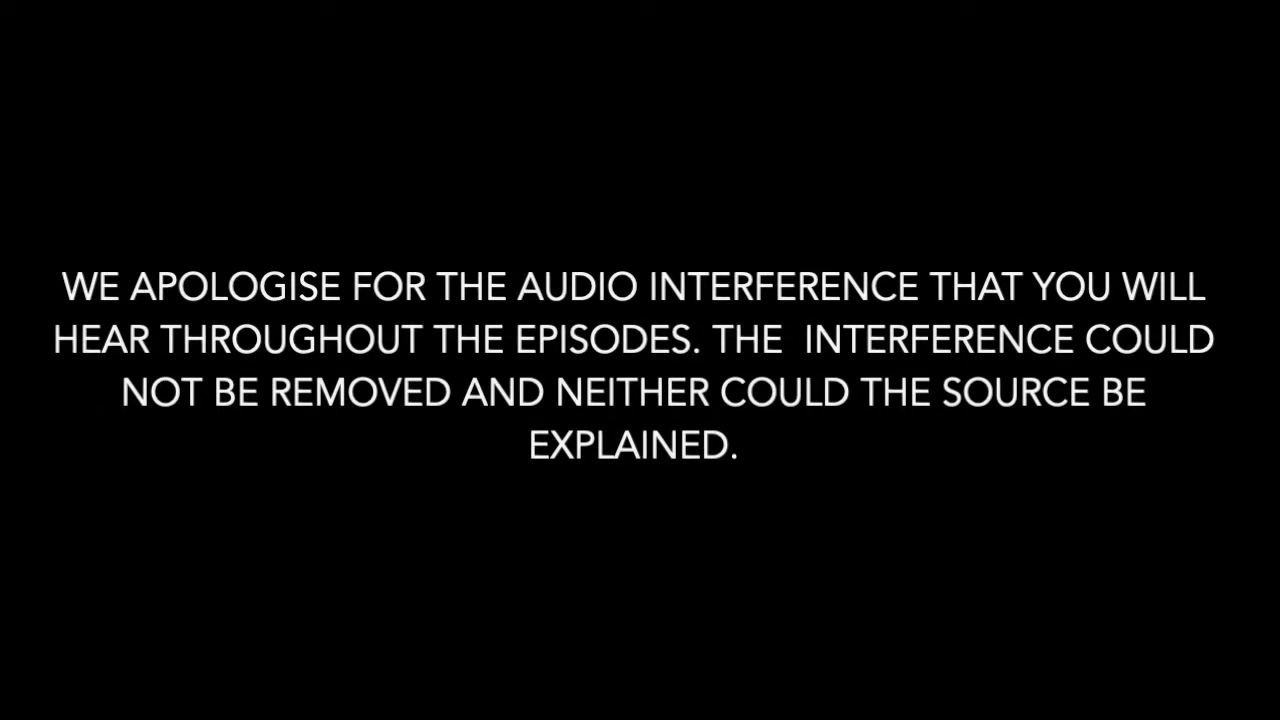 WE APOLOGISE FOR THE AUDIO INTERFERENCE THAT YOU WILL
HEAR THROUGHOUT THE EPISODES. THE  INTERFERENCE COULD
NOT BE REMOVED AND NEITHER COULD THE SOURCE BE
EXPLAINED.